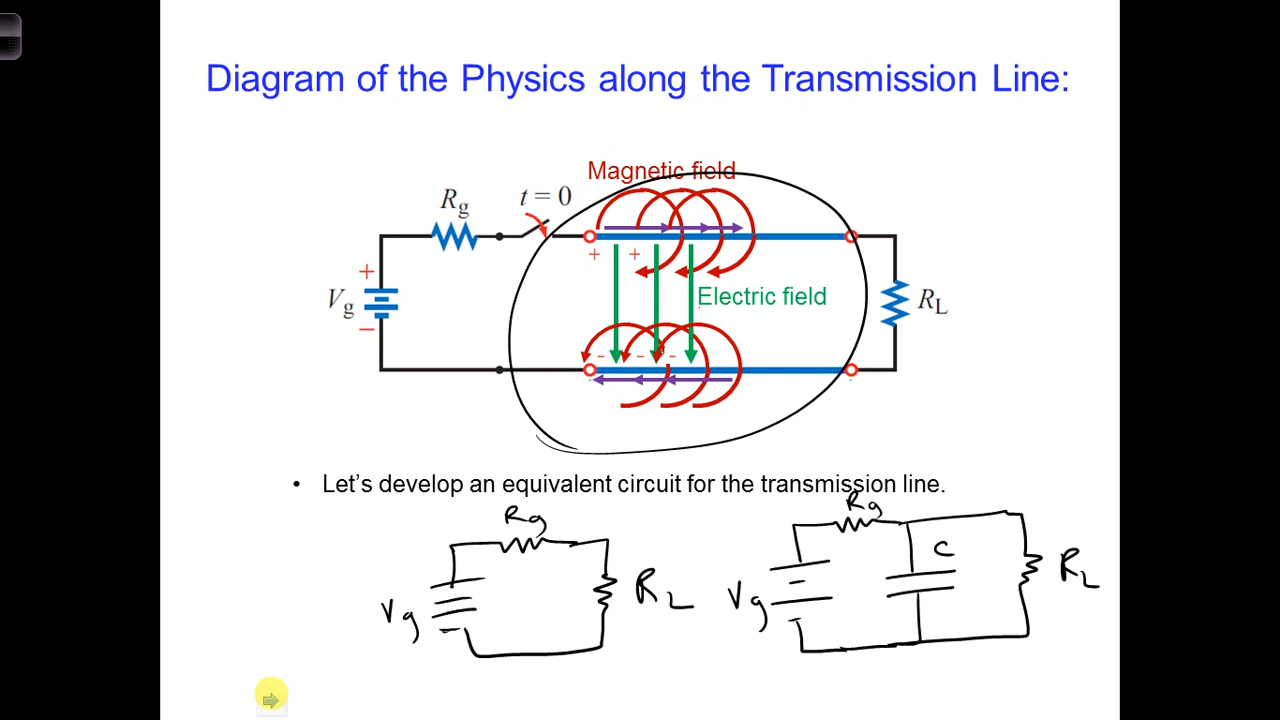 Diagram of the Physics along the Transmission Line:
Magnetic field
Rg
t = 0
+ +
+
Vg
−
Electric field
RL
- - -
• Let's develop an equivalent circuit for the transmission line.
Rg
Rg
C
Vg
RL
Vg
RL